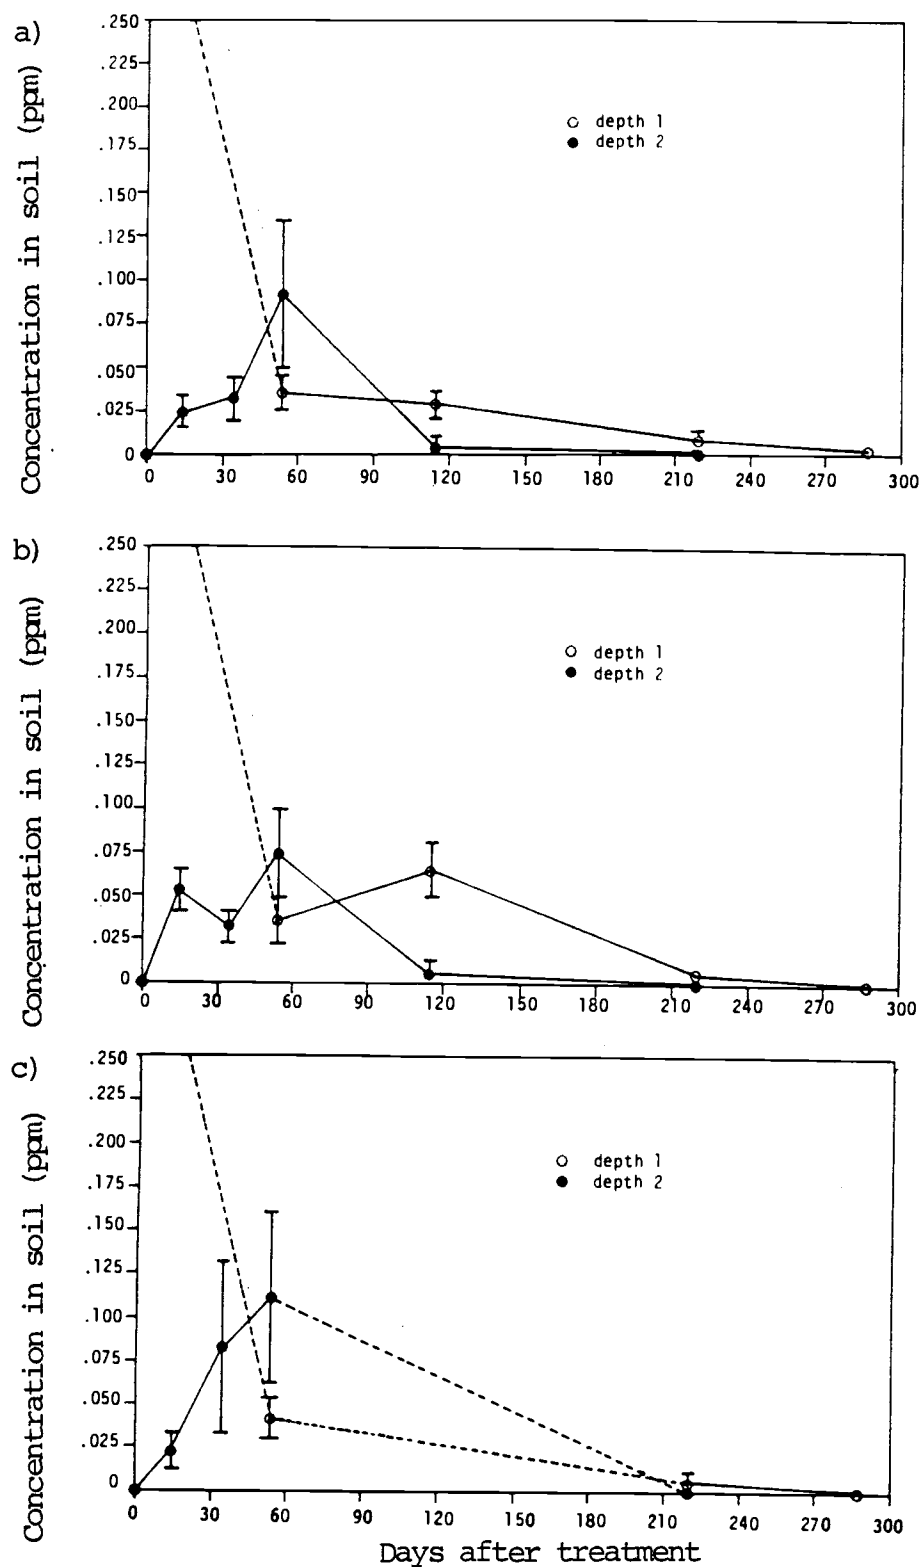 a)
Concentration in soil (ppm)
.250
.225
.200
.175
.150
.125
.100
.075
.050
.025
0
depth 1
depth 2
0 30 60 90 120 150 180 210 240 270 300
b)
Concentration in soil (ppm)
.250
.225
.200
.175
.150
.125
.100
.075
.050
.025
0
depth 1
depth 2
0 30 60 90 120 150 180 210 240 270 300
c)
Concentration in soil (ppm)
.250
.225
.200
.175
.150
.125
.100
.075
.050
.025
0
depth 1
depth 2
0 30 60 90 120 150 180 210 240 270 300
Days after treatment